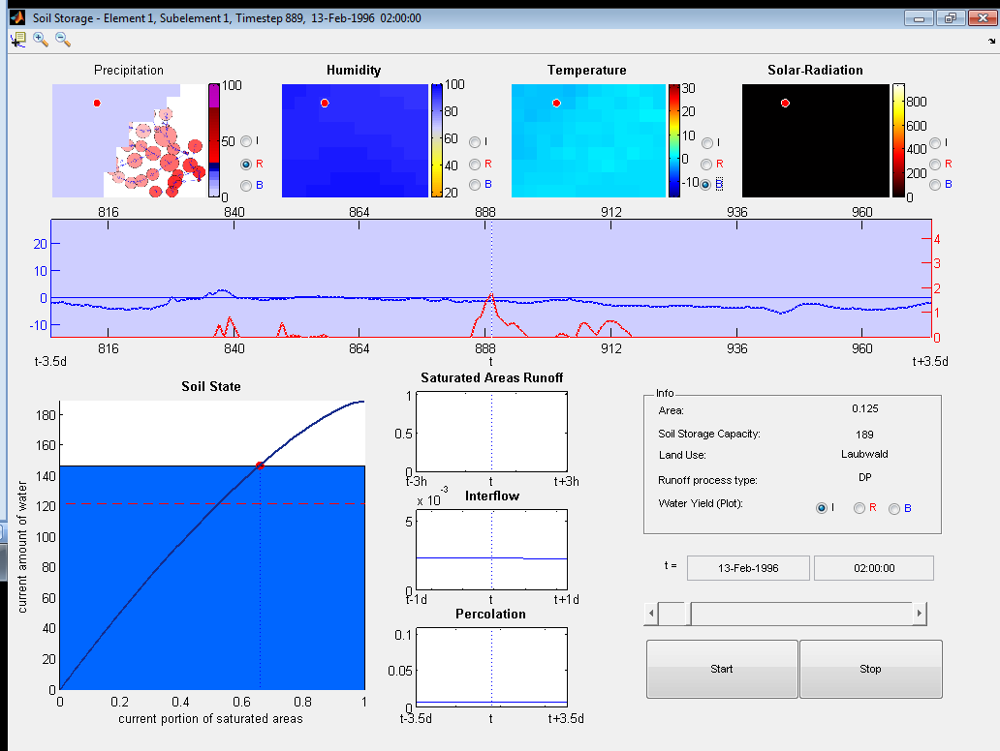 Soil Storage - Element 1, Subelement 1, Timestep 889, 13-Feb-1996 02:00:00
Precipitation Humidity Temperature Solar-Radiation
100
50
0
I
R
B
100
80
60
40
20
I
R
B
30
20
10
0
-10
I
R
B
800
600
400
200
0
I
R
B
816 840 864 888 912 936 960
20
10
0
-10
4
3
2
1
0
816 840 864 888 912 936 960
t-3.5d t t+3.5d
Soil State
180
160
140
120
100
80
60
40
20
0
current amount of water
0 0.2 0.4 0.6 0.8 1
current portion of saturated areas
Saturated Areas Runoff
1
0.5
0
t-3h t t+3h
x 10⁻³ Interflow
5
0
t-1d t t+1d
Percolation
0.1
0.05
0
t-3.5d t t+3.5d
Info
Area: 0.125
Soil Storage Capacity: 189
Land Use: Laubwald
Runoff process type: DP
Water Yield (Plot): I R B
t = 13-Feb-1996 02:00:00
Start Stop